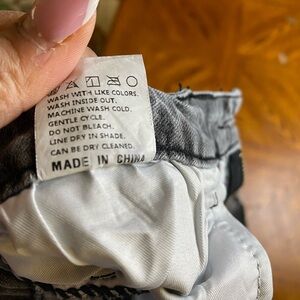 WASH WITH LIKE COLORS.
WASH INSIDE OUT.
MACHINE WASH COLD.
GENTLE CYCLE.
DO NOT BLEACH.
LINE DRY IN SHADE.
CAN BE DRY CLEANED.
MADE IN CHINA